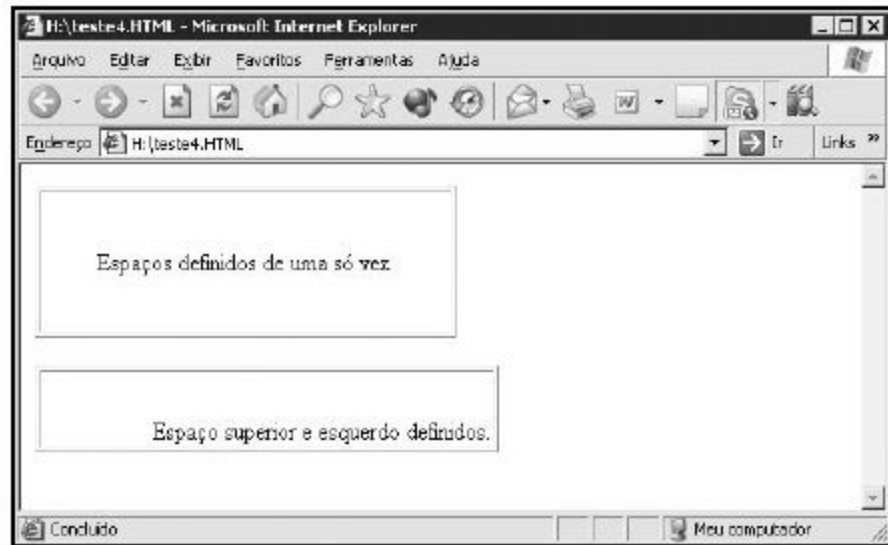 H:\teste4.HTML - Microsoft Internet Explorer
Arquivo Editar Exibir Favoritos Ferramentas Ajuda
Endereço H:\teste4.HTML Ir Links »
Espaços definidos de uma só vez
Espaço superior e esquerdo definidos.
Concluído Meu computador